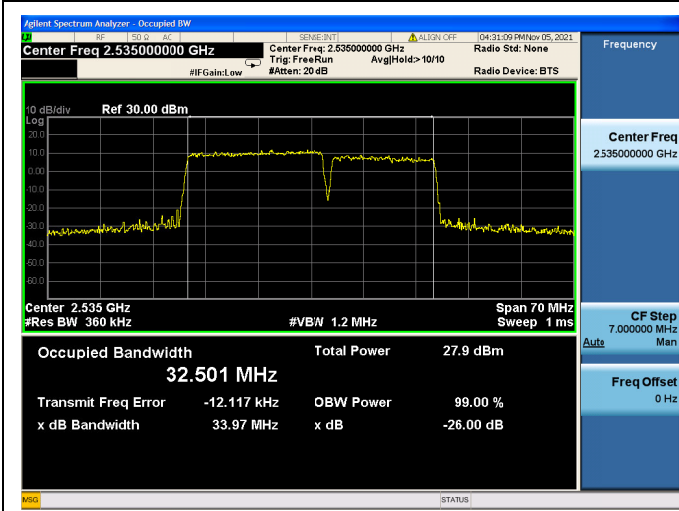 Agilent Spectrum Analyzer - Occupied BW
RF 50 Ω AC SENSE:INT ALIGN OFF 04:31:09 PM Nov 05, 2021
Center Freq 2.535000000 GHz
Center Freq: 2.535000000 GHz Radio Std: None
Trig: FreeRun Avg|Hold:> 10/10
#IFGain:Low #Atten: 20 dB Radio Device: BTS
Frequency
10 dB/div Ref 30.00 dBm
Log
20.0
10.0
0.00
-10.0
-20.0
-30.0
-40.0
-50.0
-60.0
Center 2.535 GHz Span 70 MHz
#Res BW 360 kHz #VBW 1.2 MHz Sweep 1 ms
Occupied Bandwidth Total Power 27.9 dBm
32.501 MHz
Transmit Freq Error -12.117 kHz OBW Power 99.00 %
x dB Bandwidth 33.97 MHz x dB -26.00 dB
Center Freq
2.535000000 GHz
CF Step
7.000000 MHz
Auto Man
Freq Offset
0 Hz
MSG STATUS